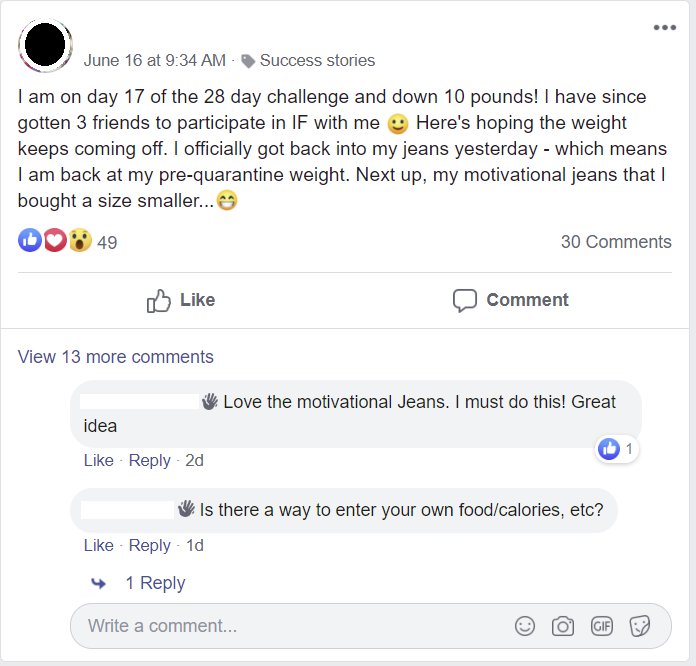 June 16 at 9:34 AM · Success stories
I am on day 17 of the 28 day challenge and down 10 pounds! I have since
gotten 3 friends to participate in IF with me 🙂 Here's hoping the weight
keeps coming off. I officially got back into my jeans yesterday - which means
I am back at my pre-quarantine weight. Next up, my motivational jeans that I
bought a size smaller...😁
49
30 Comments
Like
Comment
View 13 more comments
Love the motivational Jeans. I must do this! Great
idea
1
Like · Reply · 2d
Is there a way to enter your own food/calories, etc?
Like · Reply · 1d
1 Reply
Write a comment...
GIF